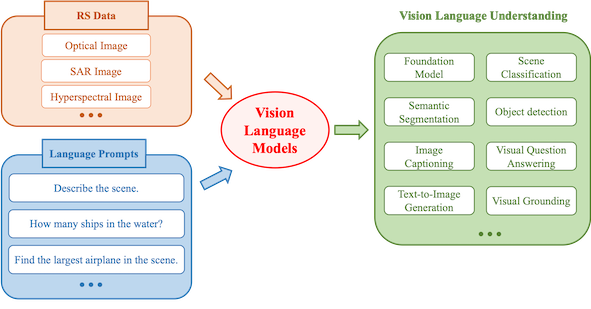 RS Data
Optical Image
SAR Image
Hyperspectral Image
Language Prompts
Describe the scene.
How many ships in the water?
Find the largest airplane in the scene.
Vision
Language
Models
Vision Language Understanding
Foundation
Model
Scene
Classification
Semantic
Segmentation
Object detection
Image
Captioning
Visual Question
Answering
Text-to-Image
Generation
Visual Grounding